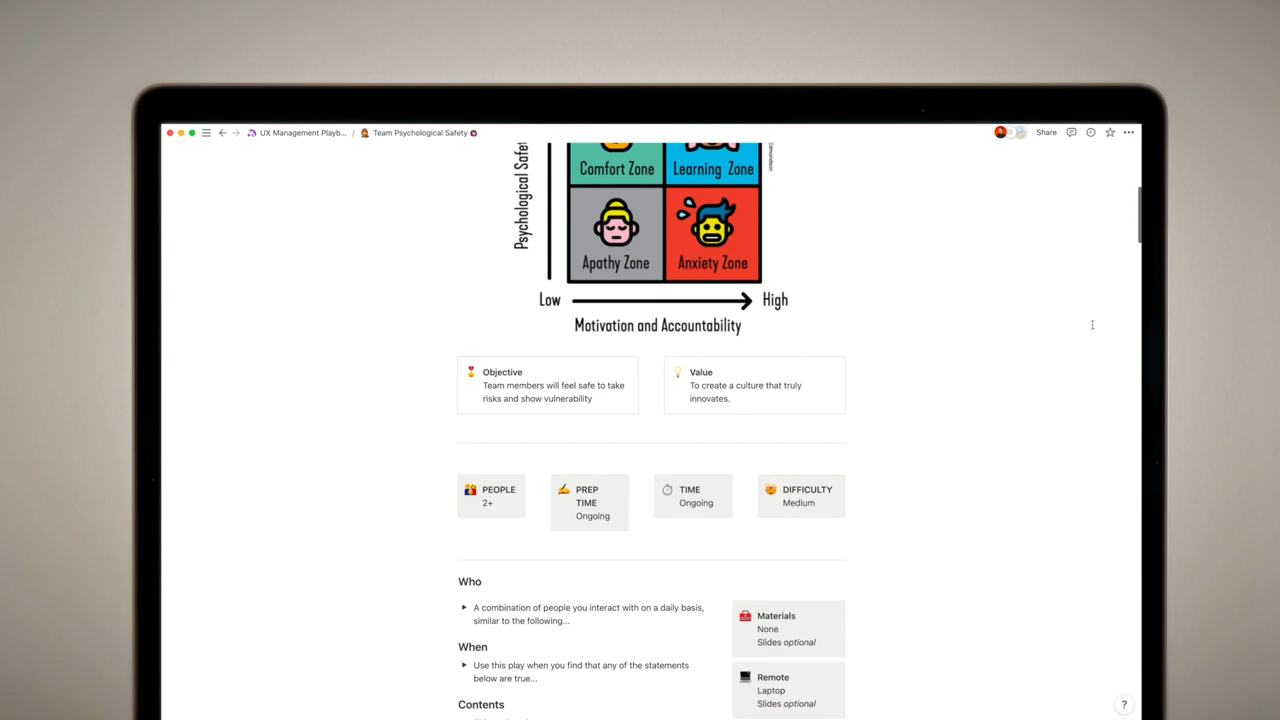 UX Management Playb... / Team Psychological Safety
Share
Comfort Zone
Learning Zone
Edmondson
Apathy Zone
Anxiety Zone
Low
High
Motivation and Accountability
Objective
Team members will feel safe to take
risks and show vulnerability
Value
To create a culture that truly
innovates.
PEOPLE
2+
PREP
TIME
Ongoing
TIME
Ongoing
DIFFICULTY
Medium
Who
A combination of people you interact with on a daily basis,
similar to the following...
When
Use this play when you find that any of the statements
below are true...
Contents
Materials
None
Slides optional
Remote
Laptop
Slides optional
?